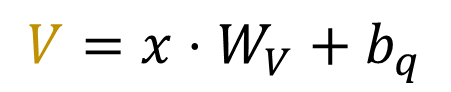 V = x · W_V + b_q